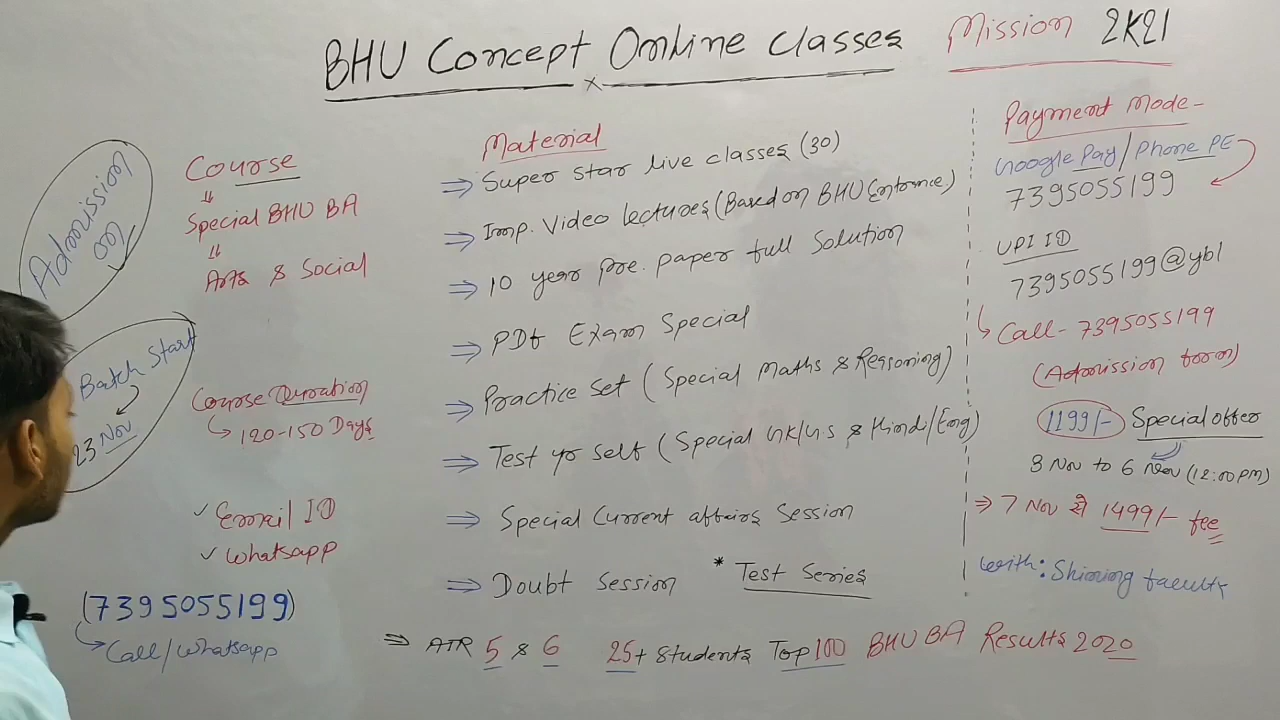 BHU Concept Online Classes Mission 2K21
Admission on
Batch Start
23 Nov
Course
Special BHU BA
Arts & Social
Course Duration
120-150 Days
✓ Email ID
✓ Whatsapp
(7395055199)
Call/Whatsapp
Material
⇒ Super Star live classes (30)
⇒ Imp. Video lectures (Based on BHU Entrance)
⇒ 10 year pre. paper full Solution
⇒ PDF Exam Special
⇒ Practice Set (Special Maths & Reasoning)
⇒ Test yr self (Special GK/GS & Hindi/Eng)
⇒ Special Current affairs Session
⇒ Doubt Session * Test Series
⇒ AIR 5 & 6 25+ Students Top 100 BHU BA Results 2020
Payment Mode-
Google Pay/Phone PE
7395055199
UPI ID
7395055199@ybl
Call- 7395055199
(Admission form)
1199/- Special offer
3 Nov to 6 Nov (12:00 PM)
⇒ 7 Nov से 1499/- fee
with: Shining faculty